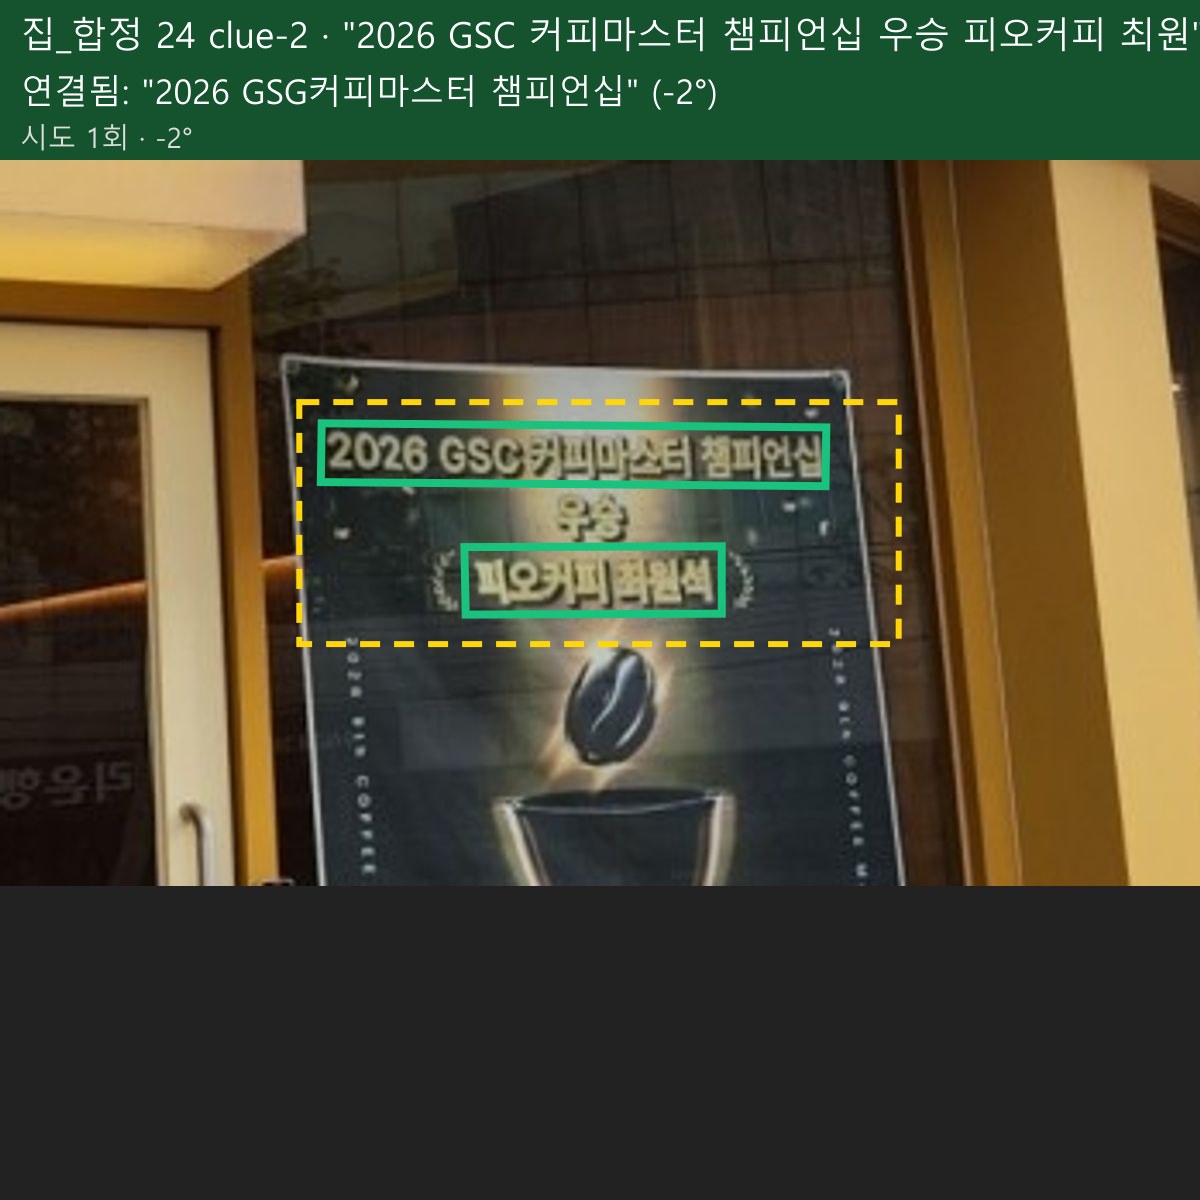 집_합정 24 clue-2 · "2026 GSC 커피마스터 챔피언십 우승 피오커피 최원"
연결됨: "2026 GSG커피마스터 챔피언십" (-2°)
시도 1회 · -2°
2026 GSC 커피마스터 챔피언십
우승
피오커피 최원석
COFFEE
COFFEE